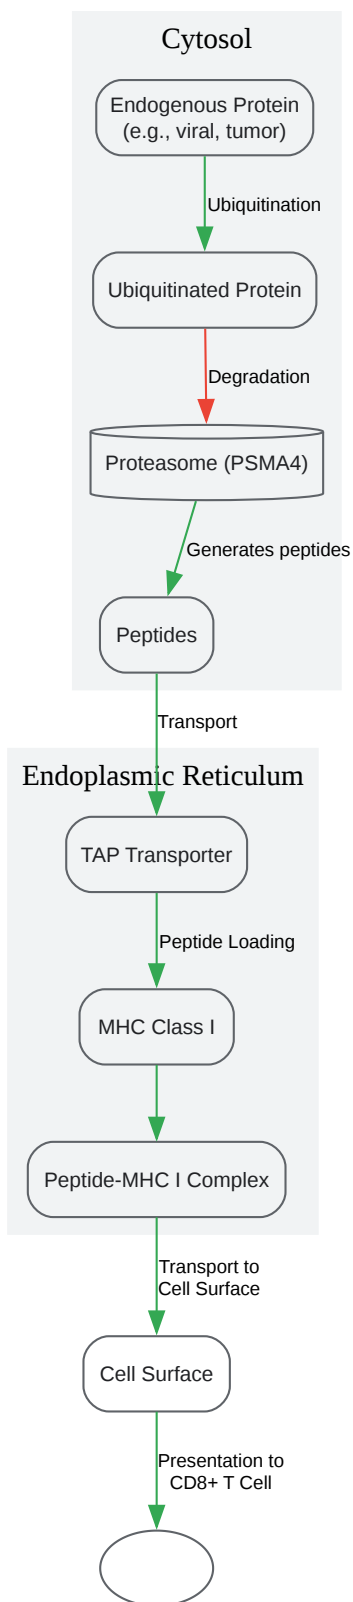 Cytosol
Endogenous Protein
(e.g., viral, tumor)
Ubiquitination
Ubiquitinated Protein
Degradation
Proteasome (PSMA4)
Generates peptides
Peptides
Transport
Endoplasmic Reticulum
TAP Transporter
Peptide Loading
MHC Class I
Peptide-MHC I Complex
Transport to
Cell Surface
Cell Surface
Presentation to
CD8+ T Cell